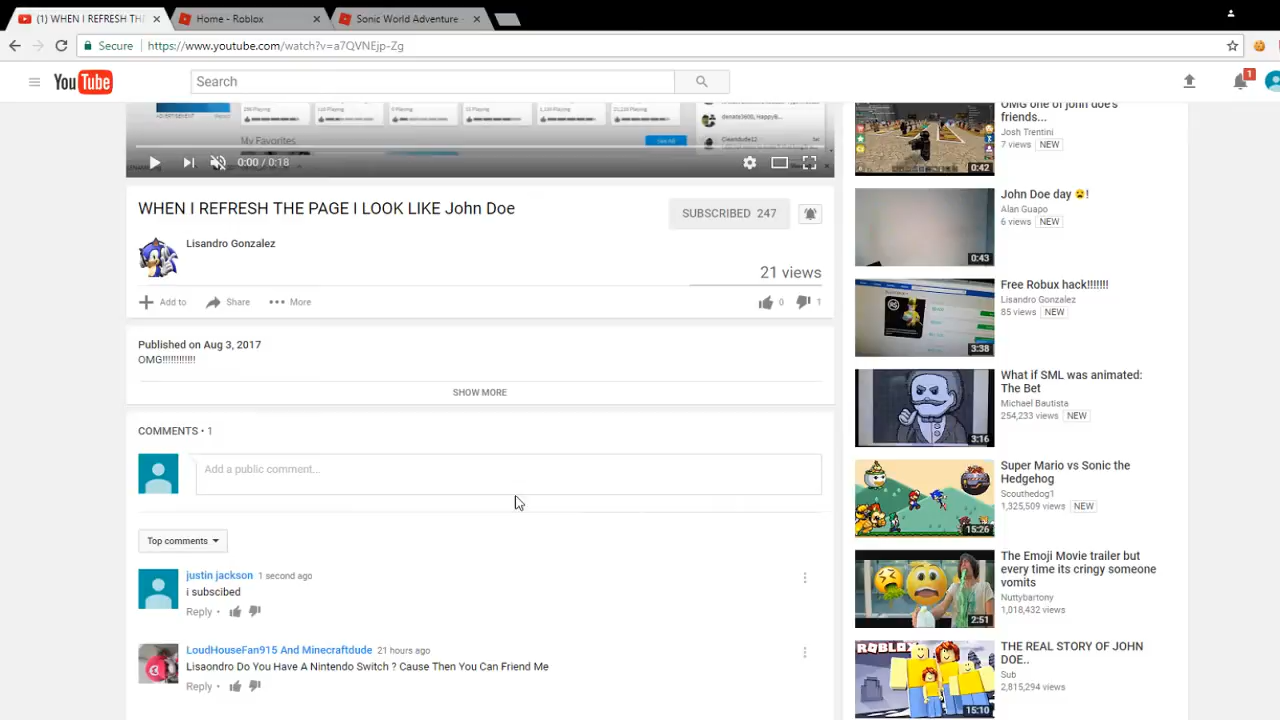 (1) WHEN I REFRESH TH
Home - Roblox
Sonic World Adventure
Secure
https://www.youtube.com/watch?v=a7QVNEjp-Zg
YouTube
Search
1
My Favorites
See All
0:00 / 0:18
WHEN I REFRESH THE PAGE I LOOK LIKE John Doe
SUBSCRIBED 247
Lisandro Gonzalez
21 views
Add to
Share
More
0
1
Published on Aug 3, 2017
OMG!!!!!!!!!!!!
SHOW MORE
COMMENTS • 1
Add a public comment...
Top comments
justin jackson 1 second ago
i subscibed
Reply •
LoudHouseFan915 And Minecraftdude 21 hours ago
Lisaondro Do You Have A Nintendo Switch ? Cause Then You Can Friend Me
Reply •
OMG one of john doe's
friends...
Josh Trentini
7 views NEW
0:42
John Doe day 😫!
Alan Guapo
6 views NEW
0:43
Free Robux hack!!!!!!!
Lisandro Gonzalez
85 views NEW
3:38
What if SML was animated:
The Bet
Michael Bautista
254,233 views NEW
3:16
Super Mario vs Sonic the
Hedgehog
Scouthedog1
1,325,509 views NEW
15:26
The Emoji Movie trailer but
every time its cringy someone
vomits
Nuttybartony
1,018,432 views
2:51
THE REAL STORY OF JOHN
DOE..
Sub
2,815,294 views
ROBLOX
15:10